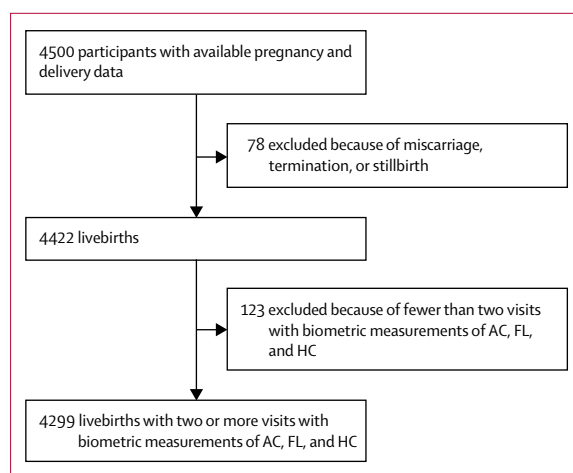 4500 participants with available pregnancy and
delivery data
78 excluded because of miscarriage,
termination, or stillbirth
4422 livebirths
123 excluded because of fewer than two visits
with biometric measurements of AC, FL,
and HC
4299 livebirths with two or more visits with
biometric measurements of AC, FL, and HC